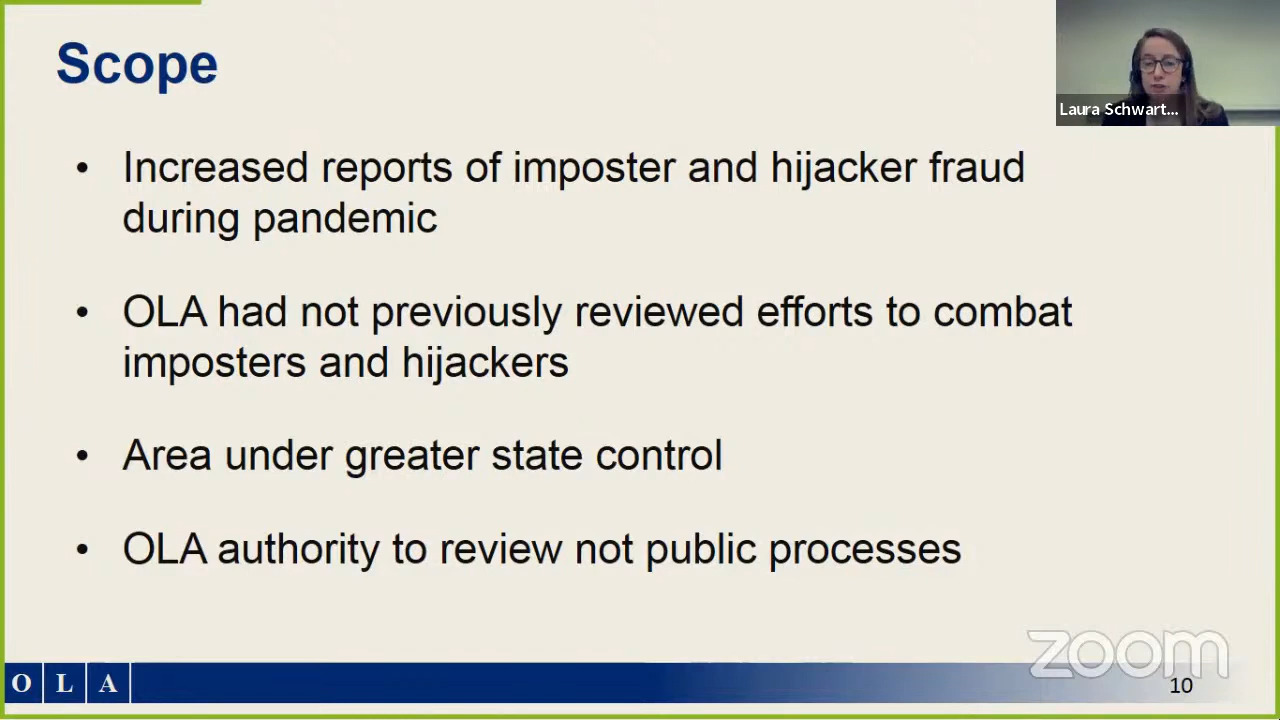 Scope
Laura Schwart...
• Increased reports of imposter and hijacker fraud
during pandemic
• OLA had not previously reviewed efforts to combat
imposters and hijackers
• Area under greater state control
• OLA authority to review not public processes
zoom
O L A
10